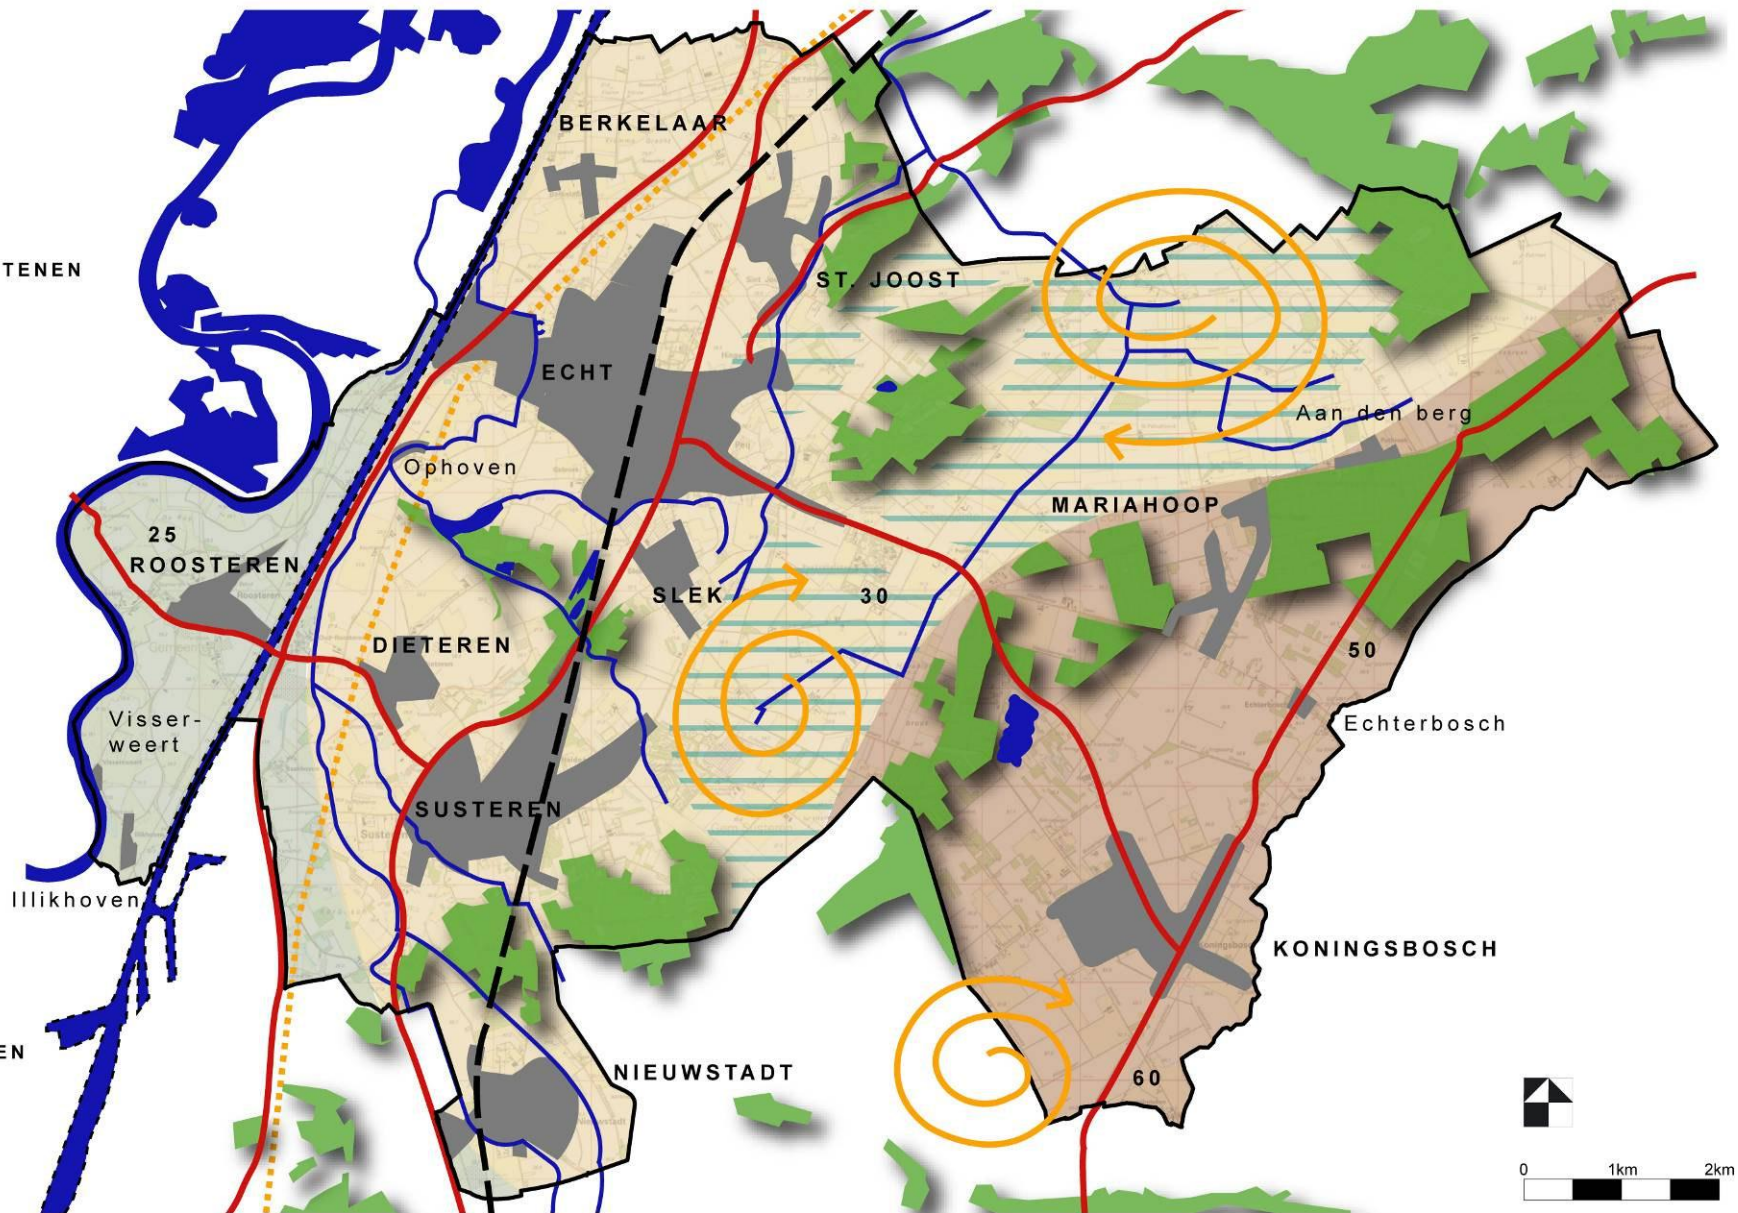 BERKELAAR
TENEN
ST. JOOST
ECHT
Aan den berg
Ophoven
MARIAHOOP
25
ROOSTEREN
SLEK
30
DIETEREN
50
Visser-
weert
Echterbosch
SUSTEREN
Illikhoven
KONINGSBOSCH
EN
NIEUWSTADT
60
0 1km 2km